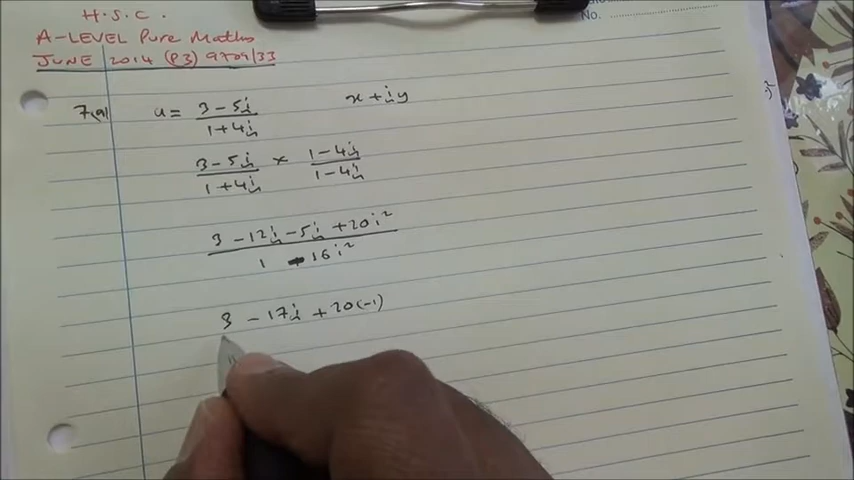 H.S.C.
A-LEVEL Pure Maths
JUNE 2014 (P3) 9709/33
No.
7(a) u = 3 - 5i x + iy
1 + 4i
3 - 5i × 1 - 4i
1 + 4i 1 - 4i
3 - 12i - 5i + 20i²
1 - 16i²
3 - 17i + 20(-1)